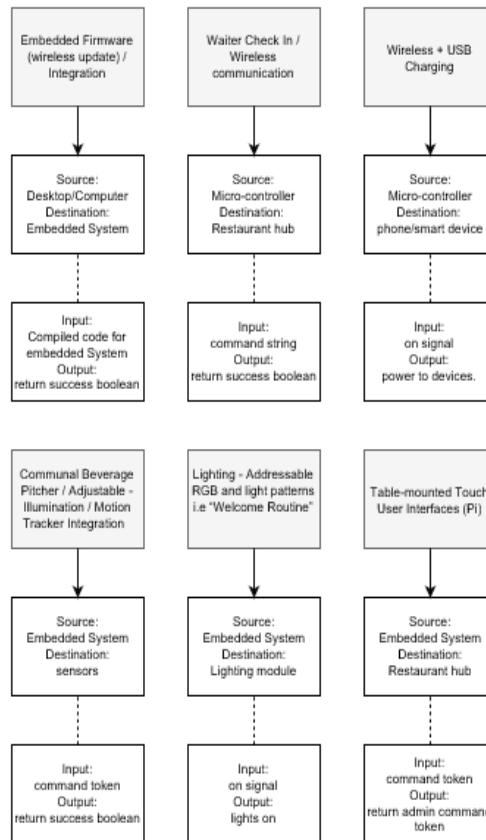 Embedded Firmware
(wireless update) /
Integration
Waiter Check In /
Wireless
communication
Wireless + USB
Charging
Source:
Desktop/Computer
Destination:
Embedded System
Source:
Micro-controller
Destination:
Restaurant hub
Source:
Micro-controller
Destination:
phone/smart device
Input:
Compiled code for
embedded System
Output:
return success boolean
Input:
command string
Output:
return success boolean
Input:
on signal
Output:
power to devices.
Communal Beverage
Pitcher / Adjustable -
Illumination / Motion
Tracker Integration
Lighting - Addressable
RGB and light patterns
i.e “Welcome Routine”
Table-mounted Touch
User Interfaces (Pi)
Source:
Embedded System
Destination:
sensors
Source:
Embedded System
Destination:
Lighting module
Source:
Embedded System
Destination:
Restaurant hub
Input:
command token
Output:
return success boolean
Input:
on signal
Output:
lights on
Input:
command token
Output:
return admin command
token